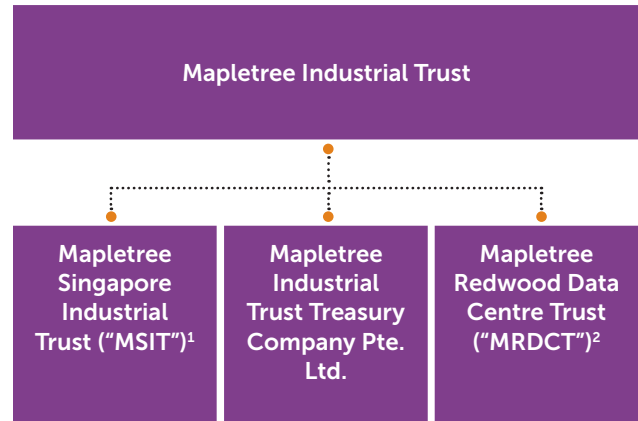 Mapletree Industrial Trust
Mapletree
Singapore
Industrial
Trust (“MSIT”)¹
Mapletree
Industrial
Trust Treasury
Company Pte.
Ltd.
Mapletree
Redwood Data
Centre Trust
(“MRDCT”)²